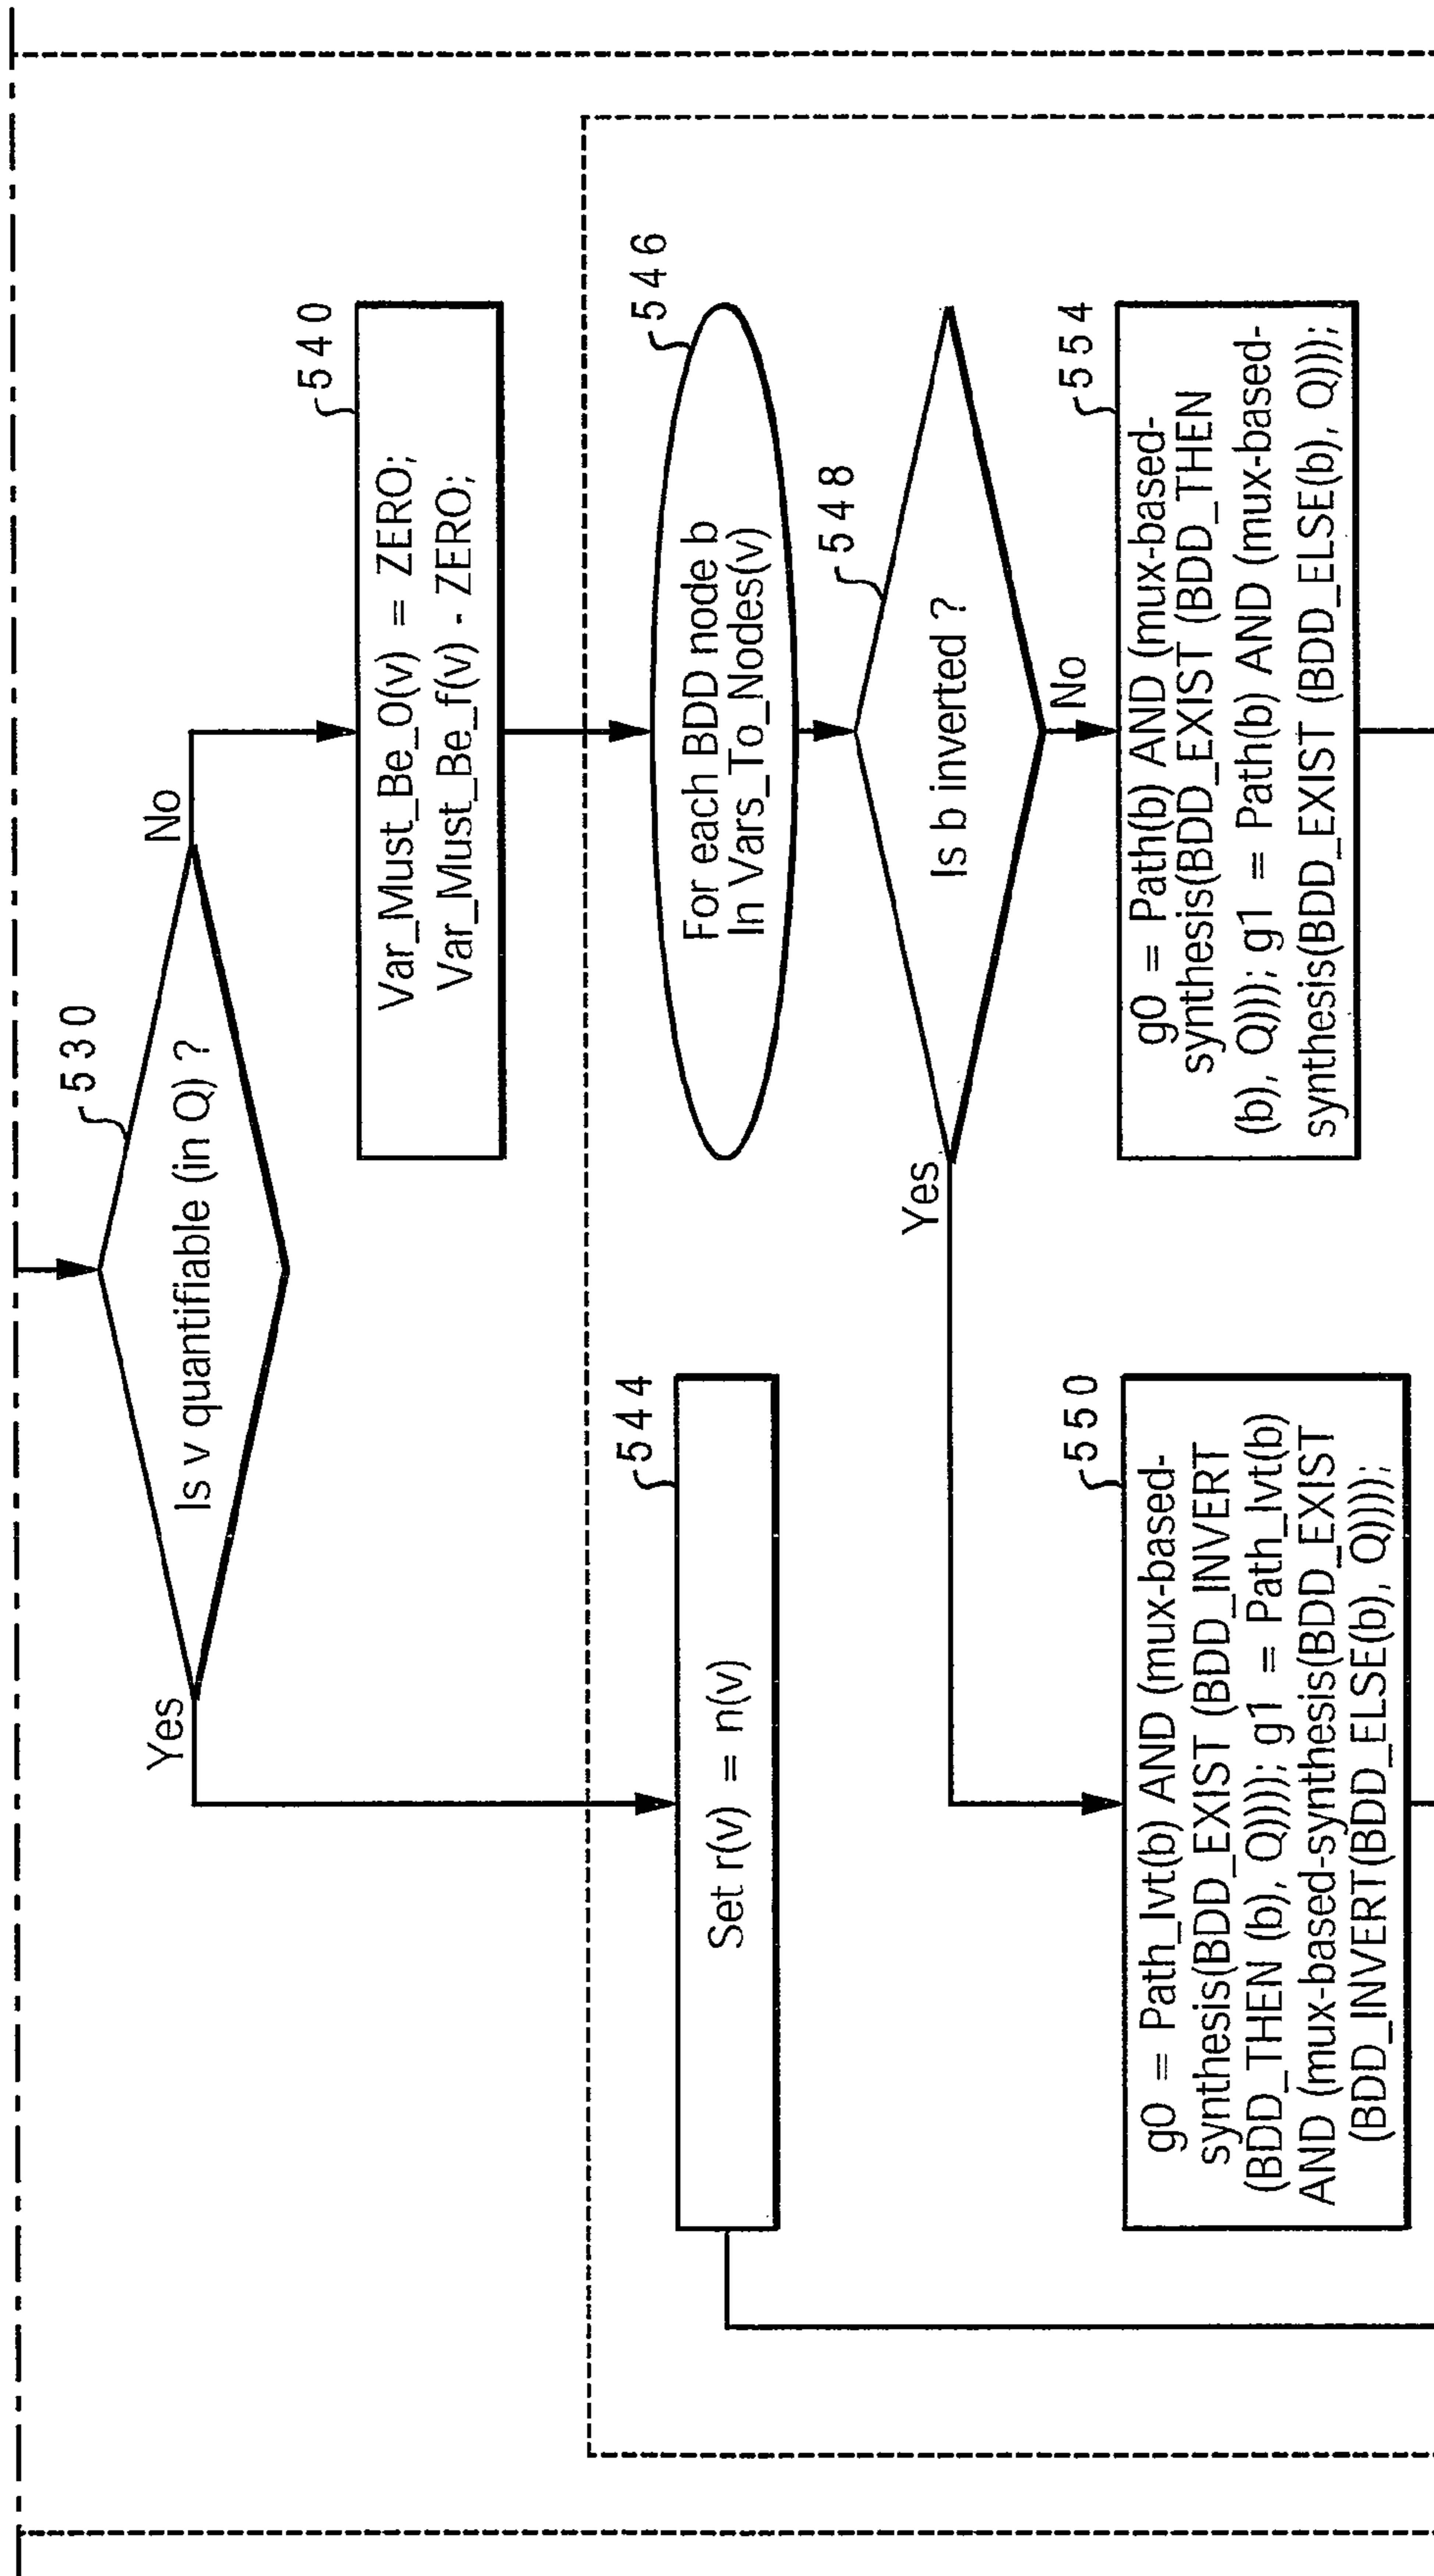 530
Is v quantifiable (in Q) ?
Yes
No
540
Var_Must_Be_0(v) = ZERO;
Var_Must_Be_f(v) - ZERO;
544
Set r(v) = n(v)
546
For each BDD node b
In Vars_To_Nodes(v)
548
Is b inverted ?
Yes
No
550
g0 = Path_Ivt(b) AND (mux-based-
synthesis(BDD_EXIST (BDD_INVERT
(BDD_THEN (b), Q)))); g1 = Path_Ivt(b)
AND (mux-based-synthesis(BDD_EXIST
(BDD_INVERT(BDD_ELSE(b), Q))));
554
g0 = Path(b) AND (mux-based-
synthesis(BDD_EXIST (BDD_THEN
(b), Q))); g1 = Path(b) AND (mux-based-
synthesis(BDD_EXIST (BDD_ELSE(b), Q)));